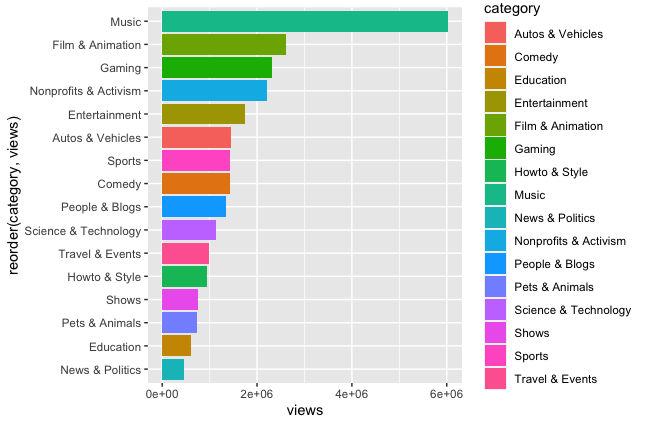 reorder(category, views)
Music
Film & Animation
Gaming
Nonprofits & Activism
Entertainment
Autos & Vehicles
Sports
Comedy
People & Blogs
Science & Technology
Travel & Events
Howto & Style
Shows
Pets & Animals
Education
News & Politics
0e+00
2e+06
4e+06
6e+06
views
category
Autos & Vehicles
Comedy
Education
Entertainment
Film & Animation
Gaming
Howto & Style
Music
News & Politics
Nonprofits & Activism
People & Blogs
Pets & Animals
Science & Technology
Shows
Sports
Travel & Events